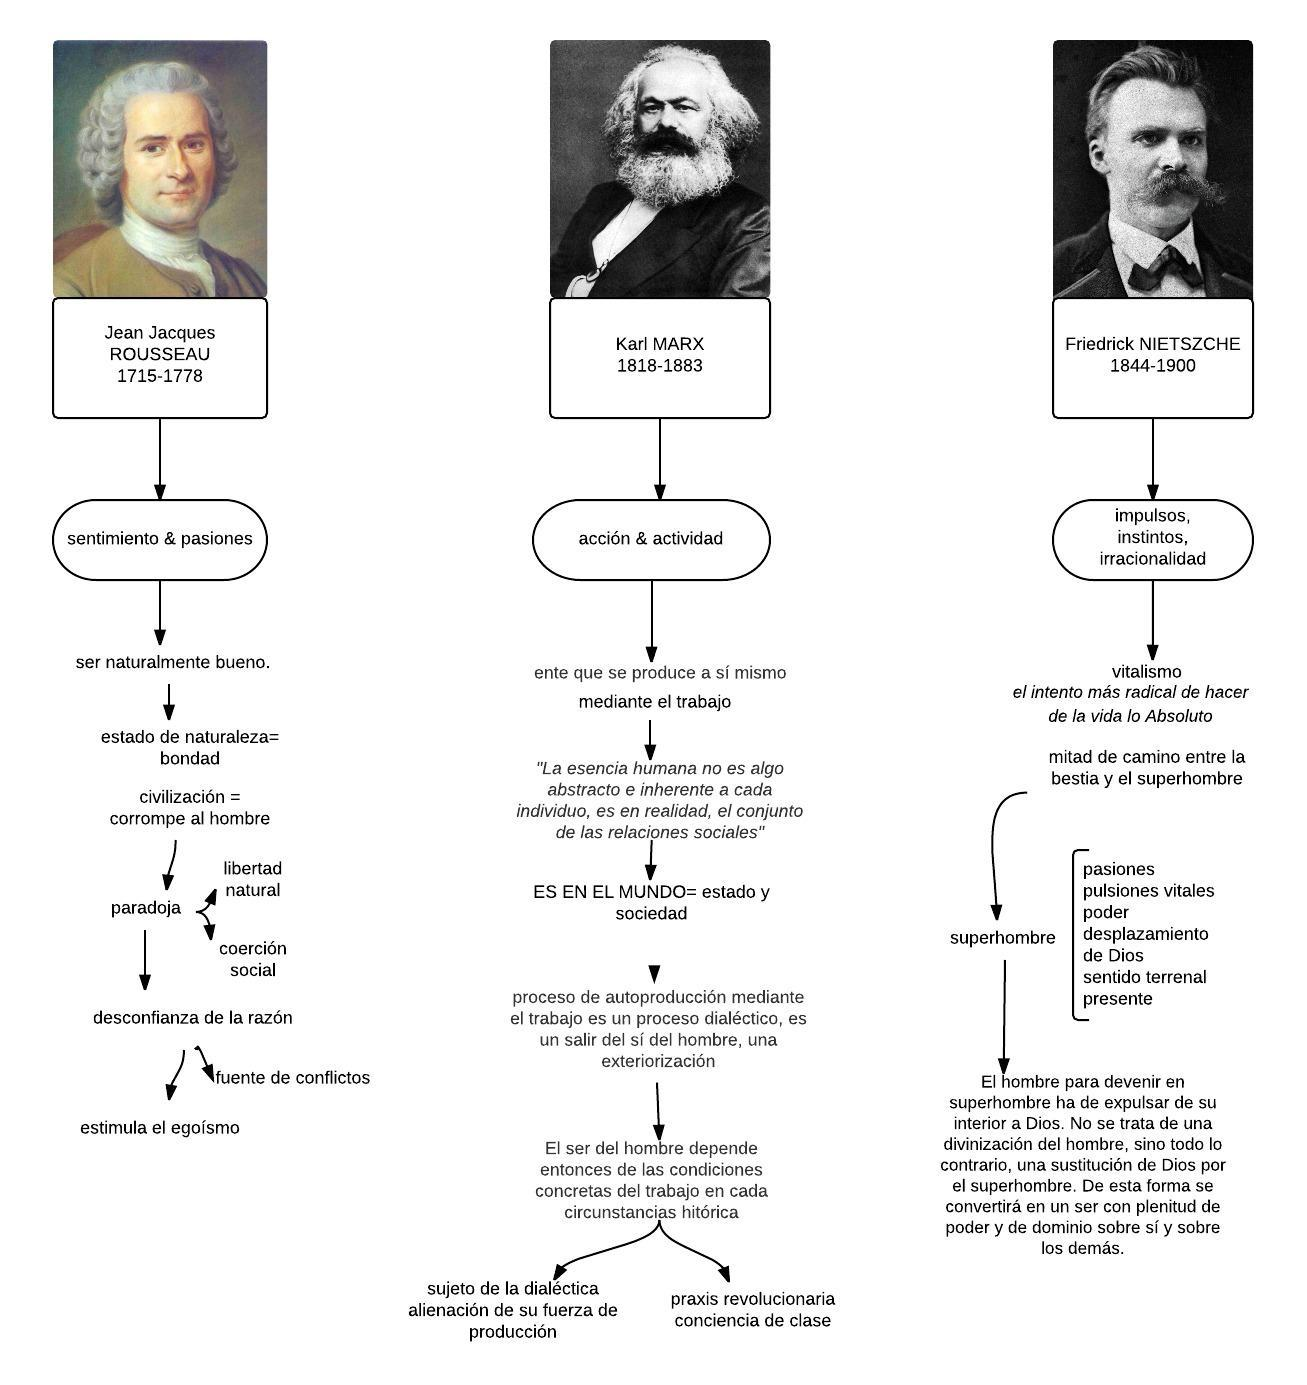 Jean Jacques
ROUSSEAU
1715-1778
sentimiento & pasiones
ser naturalmente bueno.
estado de naturaleza=
bondad
civilización =
corrompe al hombre
libertad
natural
paradoja
coerción
social
desconfianza de la razón
fuente de conflictos
estimula el egoísmo
Karl MARX
1818-1883
acción & actividad
ente que se produce a sí mismo
mediante el trabajo
"La esencia humana no es algo
abstracto e inherente a cada
individuo, es en realidad, el conjunto
de las relaciones sociales"
ES EN EL MUNDO= estado y
sociedad
proceso de autoproducción mediante
el trabajo es un proceso dialéctico, es
un salir del sí del hombre, una
exteriorización
El ser del hombre depende
entonces de las condiciones
concretas del trabajo en cada
circunstancias hitórica
sujeto de la dialéctica
alienación de su fuerza de
producción
praxis revolucionaria
conciencia de clase
Friedrick NIETSZCHE
1844-1900
impulsos,
instintos,
irracionalidad
vitalismo
el intento más radical de hacer
de la vida lo Absoluto
mitad de camino entre la
bestia y el superhombre
superhombre
pasiones
pulsiones vitales
poder
desplazamiento
de Dios
sentido terrenal
presente
El hombre para devenir en
superhombre ha de expulsar de su
interior a Dios. No se trata de una
divinización del hombre, sino todo lo
contrario, una sustitución de Dios por
el superhombre. De esta forma se
convertirá en un ser con plenitud de
poder y de dominio sobre sí y sobre
los demás.